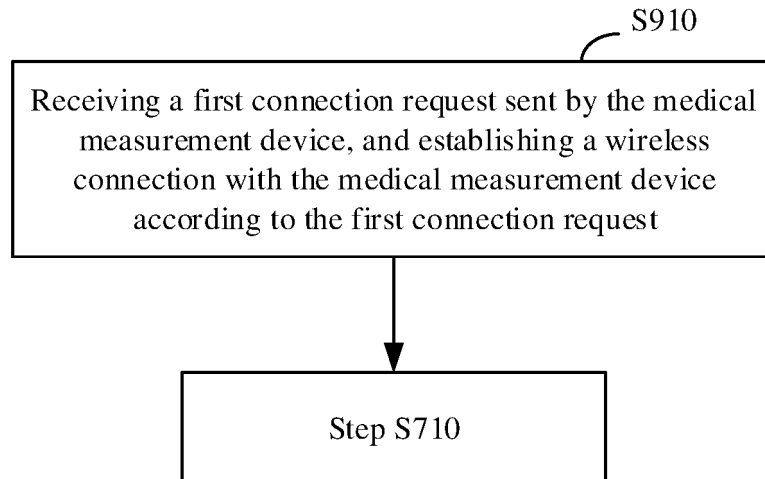 S910
Receiving a first connection request sent by the medical
measurement device, and establishing a wireless
connection with the medical measurement device
according to the first connection request
Step S710